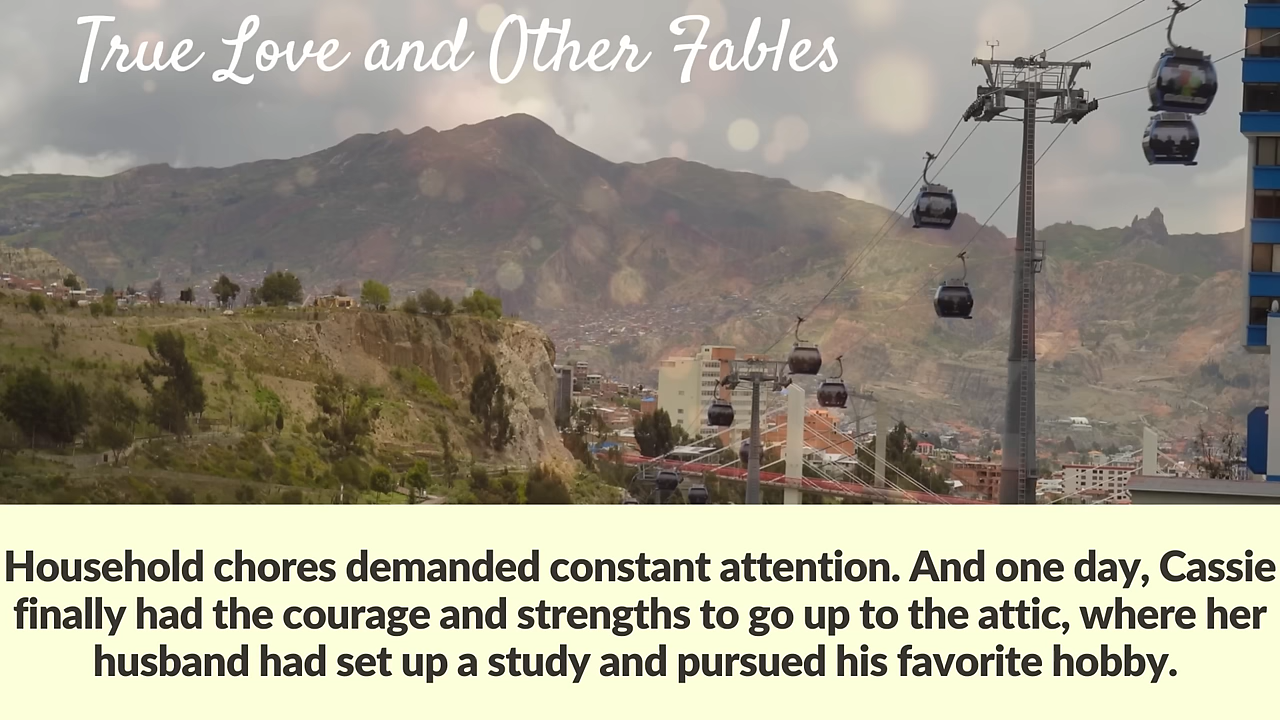 True Love and Other Fables
Household chores demanded constant attention. And one day, Cassie
finally had the courage and strengths to go up to the attic, where her
husband had set up a study and pursued his favorite hobby.